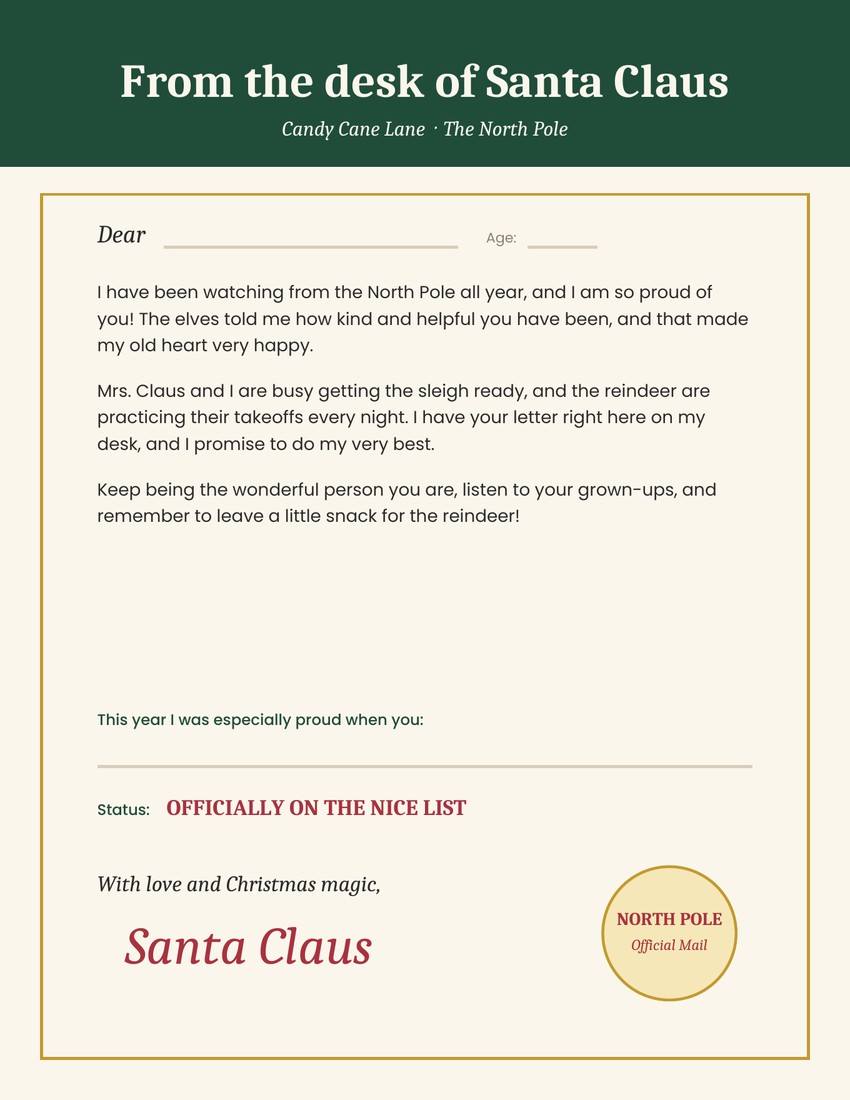 From the desk of Santa Claus
Candy Cane Lane · The North Pole
Dear
Age:
I have been watching from the North Pole all year, and I am so proud of
you! The elves told me how kind and helpful you have been, and that made
my old heart very happy.
Mrs. Claus and I are busy getting the sleigh ready, and the reindeer are
practicing their takeoffs every night. I have your letter right here on my
desk, and I promise to do my very best.
Keep being the wonderful person you are, listen to your grown-ups, and
remember to leave a little snack for the reindeer!
This year I was especially proud when you:
Status: OFFICIALLY ON THE NICE LIST
With love and Christmas magic,
Santa Claus
NORTH POLE
Official Mail